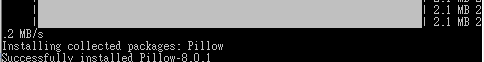 | 2.1 MB 2
| | 2.1 MB 2
.2 MB/s
Installing collected packages: Pillow
Successfully installed Pillow-8.0.1